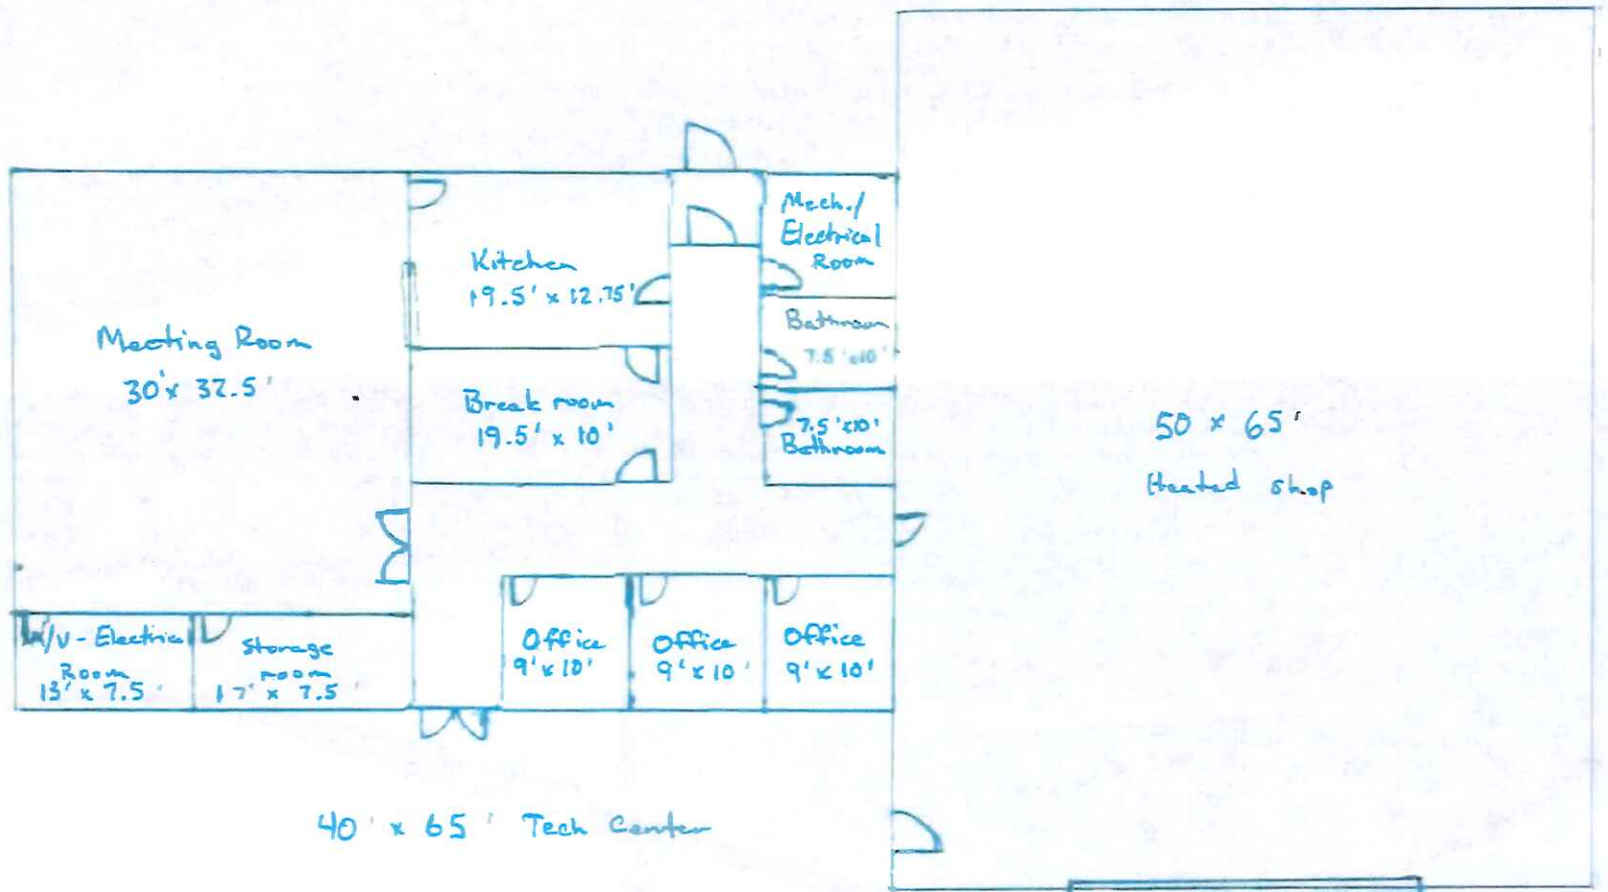 Mech./
Electrical
Room
Kitchen
19.5' x 12.75'
Bathroom
7.5' x10'
Meeting Room
30' x 32.5'
Break room
19.5' x 10'
7.5' x10'
Bathroom
50 x 65'
Heated shop
A/V - Electrical
Room
13' x 7.5'
Storage
room
17' x 7.5
Office
9' x 10'
Office
9' x 10'
Office
9' x 10'
40' x 65' Tech Center